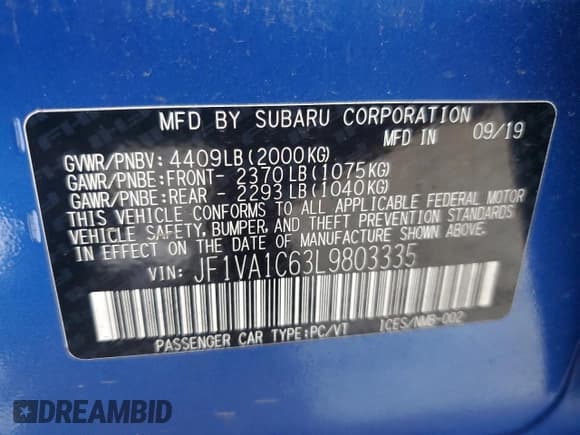 MFD BY SUBARU CORPORATION
MFD IN 09/19
GVWR/PNBV: 4409LB(2000KG)
GAWR/PNBE:FRONT- 2370LB(1075KG)
GAWR/PNBE:REAR - 2293LB(1040KG)
THIS VEHICLE CONFORMS TO ALL APPLICABLE FEDERAL MOTOR
VEHICLE SAFETY, BUMPER, AND THEFT PREVENTION STANDARDS
IN EFFECT ON THE DATE OF MANUFACTURE SHOWN ABOVE.
VIN: JF1VA1C63L9803335
PASSENGER CAR TYPE:PC/VT ICES/NMB-002
DREAMBID